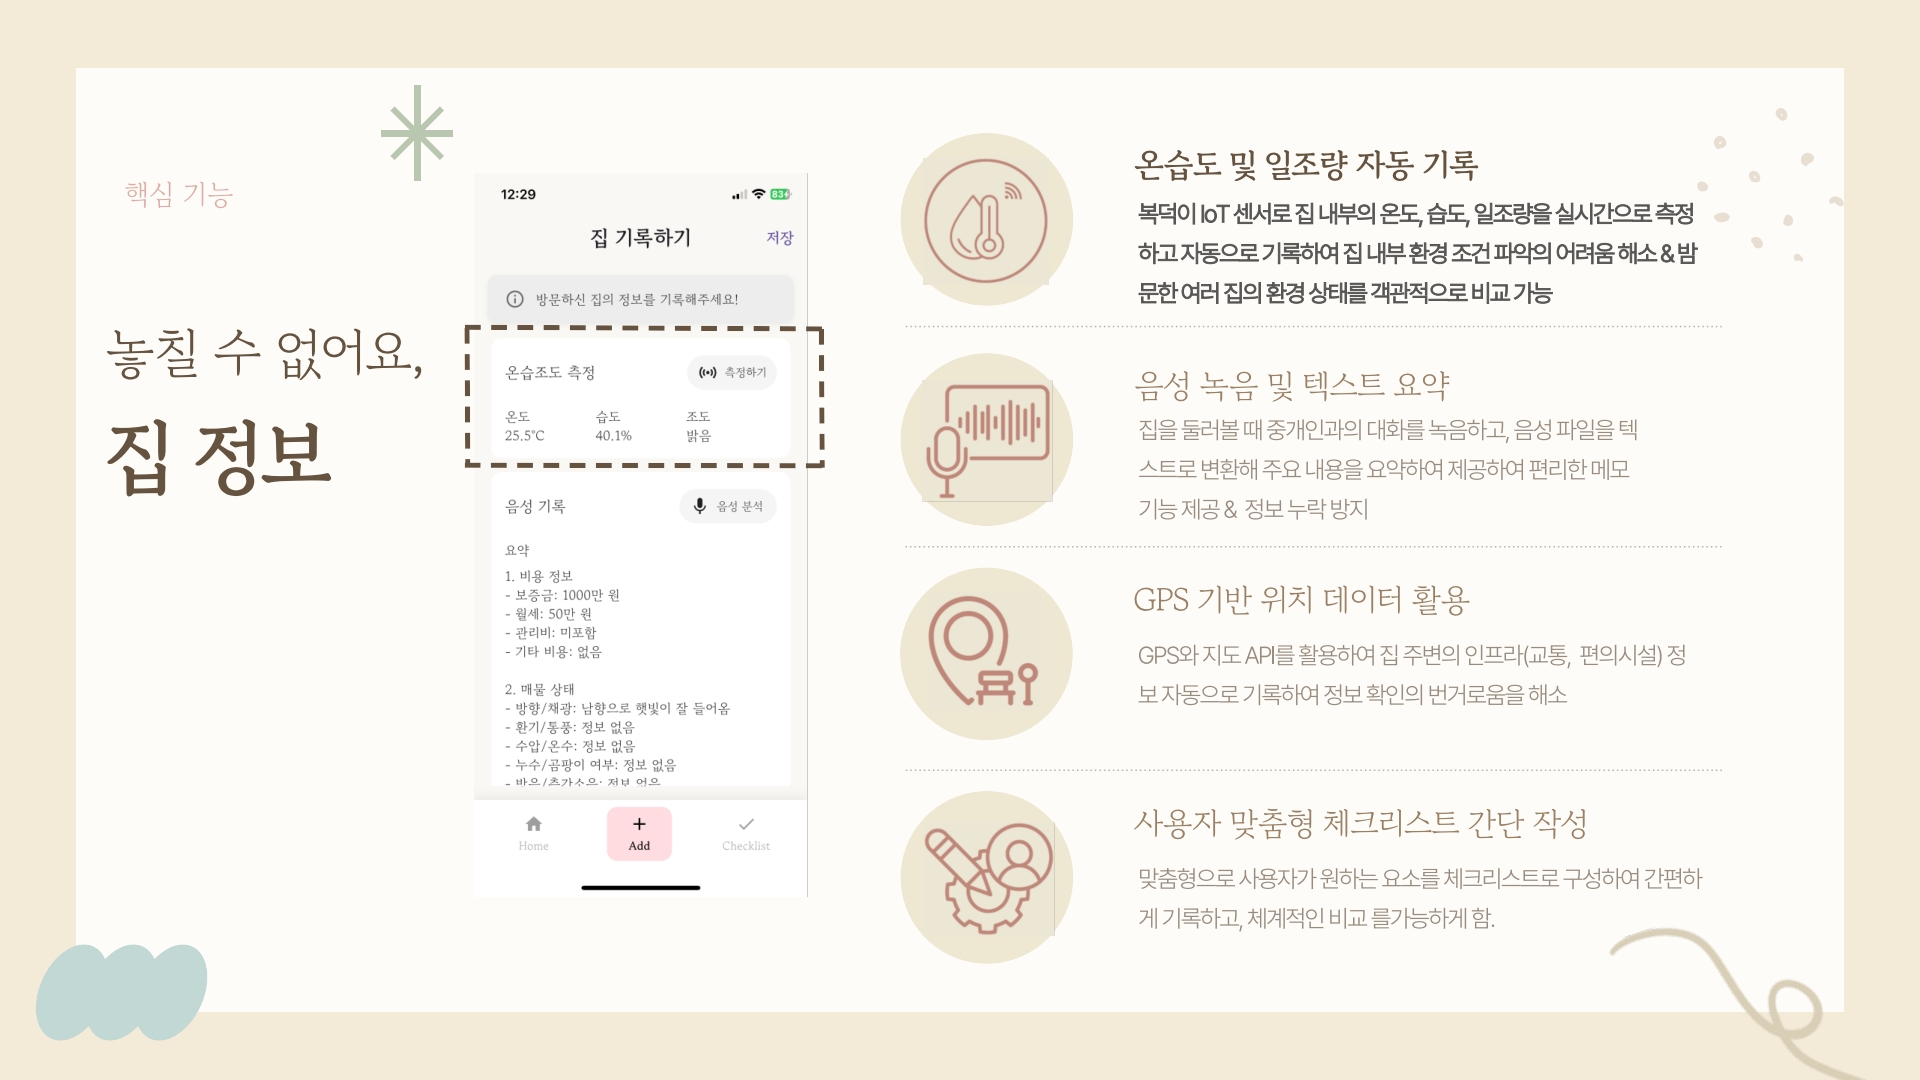 핵심 기능
놓칠 수 없어요,
집 정보
12:29
83
집 기록하기
저장
방문하신 집의 정보를 기록해주세요!
온습조도 측정
측정하기
온도 습도 조도
25.5°C 40.1% 밝음
음성 기록
음성 분석
요약
1. 비용 정보
- 보증금: 1000만 원
- 월세: 50만 원
- 관리비: 미포함
- 기타 비용: 없음
2. 매물 상태
- 방향/채광: 남향으로 햇빛이 잘 들어옴
- 환기/통풍: 정보 없음
- 수압/온수: 정보 없음
- 누수/곰팡이 여부: 정보 없음
- 방음/층간소음: 정보 없음
Home Add Checklist
온습도 및 일조량 자동 기록
복덕이 IoT 센서로 집 내부의 온도, 습도, 일조량을 실시간으로 측정
하고 자동으로 기록하여 집 내부 환경 조건 파악의 어려움 해소 & 방
문한 여러 집의 환경 상태를 객관적으로 비교 가능
음성 녹음 및 텍스트 요약
집을 둘러볼 때 중개인과의 대화를 녹음하고, 음성 파일을 텍
스트로 변환해 주요 내용을 요약하여 제공하여 편리한 메모
기능 제공 & 정보 누락 방지
GPS 기반 위치 데이터 활용
GPS와 지도 API를 활용하여 집 주변의 인프라(교통, 편의시설) 정
보 자동으로 기록하여 정보 확인의 번거로움을 해소
사용자 맞춤형 체크리스트 간단 작성
맞춤형으로 사용자가 원하는 요소를 체크리스트로 구성하여 간편하
게 기록하고, 체계적인 비교 를가능하게 함.